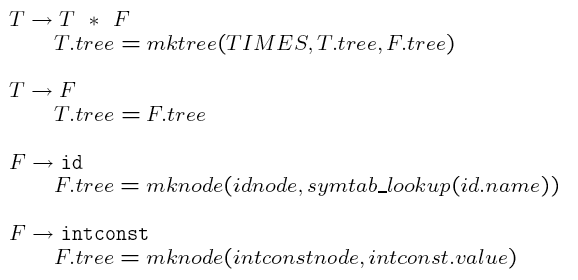 T → T * F
T.tree = mktree(TIMES, T.tree, F.tree)
T → F
T.tree = F.tree
F → id
F.tree = mknode(idnode, symtab_lookup(id.name))
F → intconst
F.tree = mknode(intconstnode, intconst.value)